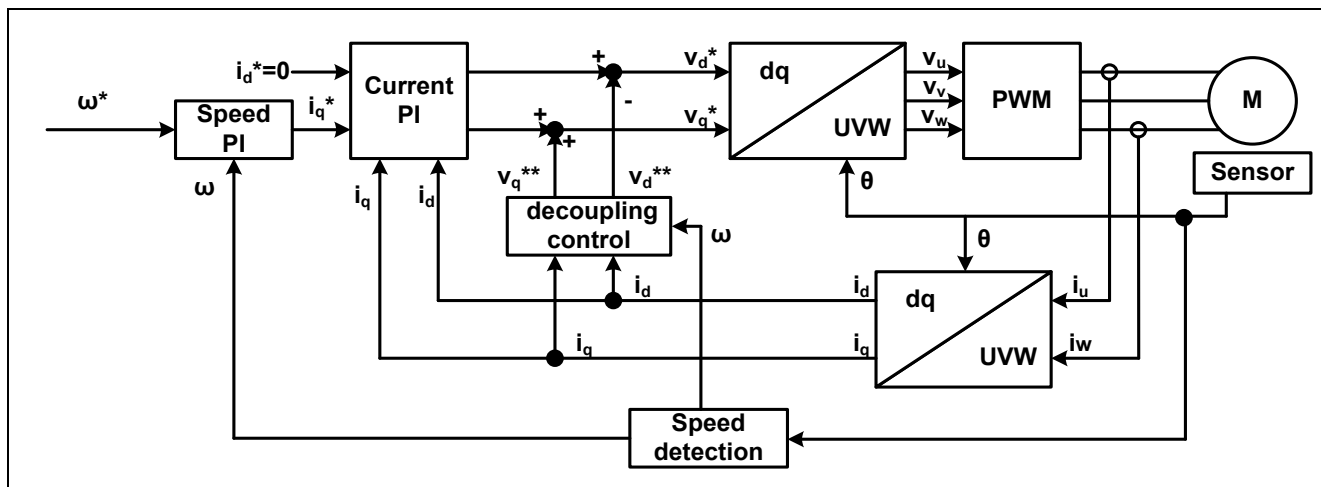 i_d*=0
ω*
Speed
PI
i_q*
ω
Current
PI
i_q
i_d
+
-
+
+
v_d*
v_q*
v_q**
v_d**
decoupling
control
ω
dq
UVW
θ
v_u
v_v
v_w
PWM
M
Sensor
θ
i_d
i_d
dq
i_u
i_q
i_q
UVW
iw
Speed
detection